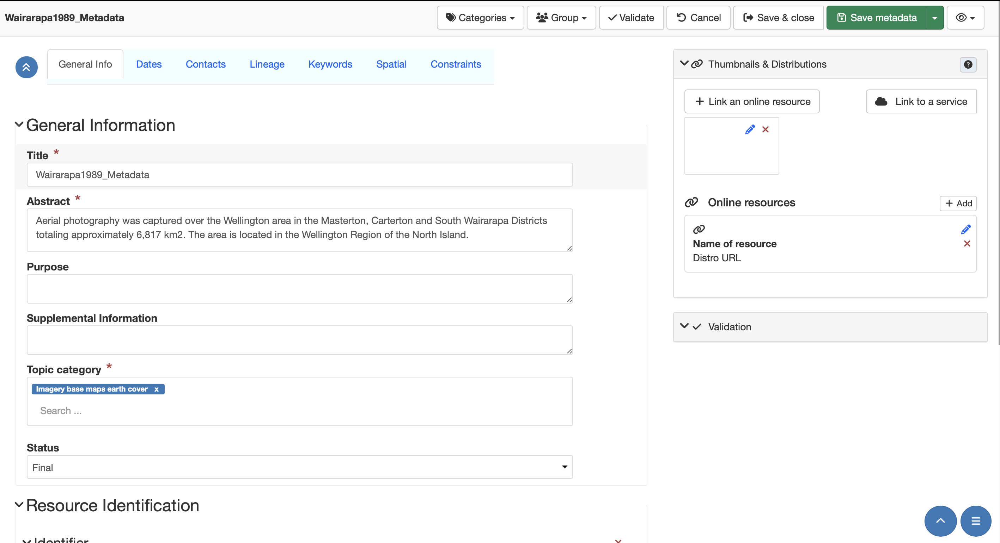 Wairarapa1989_Metadata
Categories
Group
Validate
Cancel
Save & close
Save metadata
General Info
Dates
Contacts
Lineage
Keywords
Spatial
Constraints
General Information
Title *
Wairarapa1989_Metadata
Abstract *
Aerial photography was captured over the Wellington area in the Masterton, Carterton and South Wairarapa Districts
totaling approximately 6,817 km2. The area is located in the Wellington Region of the North Island.
Purpose
Supplemental Information
Topic category *
Imagery base maps earth cover x
Search ...
Status
Final
Resource Identification
Identifier
Thumbnails & Distributions
?
+ Link an online resource
Link to a service
Online resources
+ Add
Name of resource
Distro URL
Validation